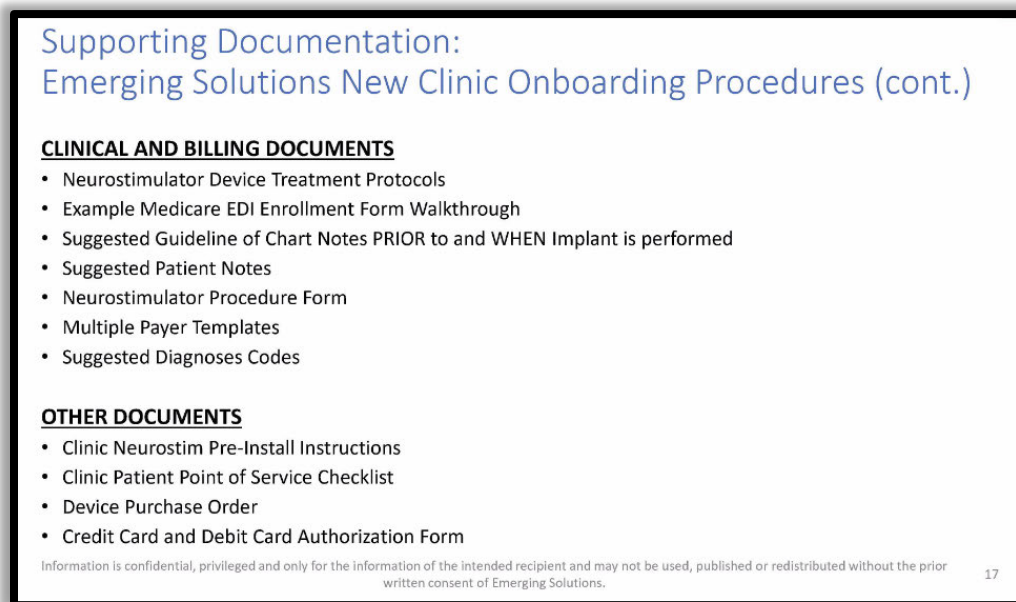 Supporting Documentation:
Emerging Solutions New Clinic Onboarding Procedures (cont.)
CLINICAL AND BILLING DOCUMENTS
• Neurostimulator Device Treatment Protocols
• Example Medicare EDI Enrollment Form Walkthrough
• Suggested Guideline of Chart Notes PRIOR to and WHEN Implant is performed
• Suggested Patient Notes
• Neurostimulator Procedure Form
• Multiple Payer Templates
• Suggested Diagnoses Codes
OTHER DOCUMENTS
• Clinic Neurostim Pre-Install Instructions
• Clinic Patient Point of Service Checklist
• Device Purchase Order
• Credit Card and Debit Card Authorization Form
Information is confidential, privileged and only for the information of the intended recipient and may not be used, published or redistributed without the prior
written consent of Emerging Solutions.
17